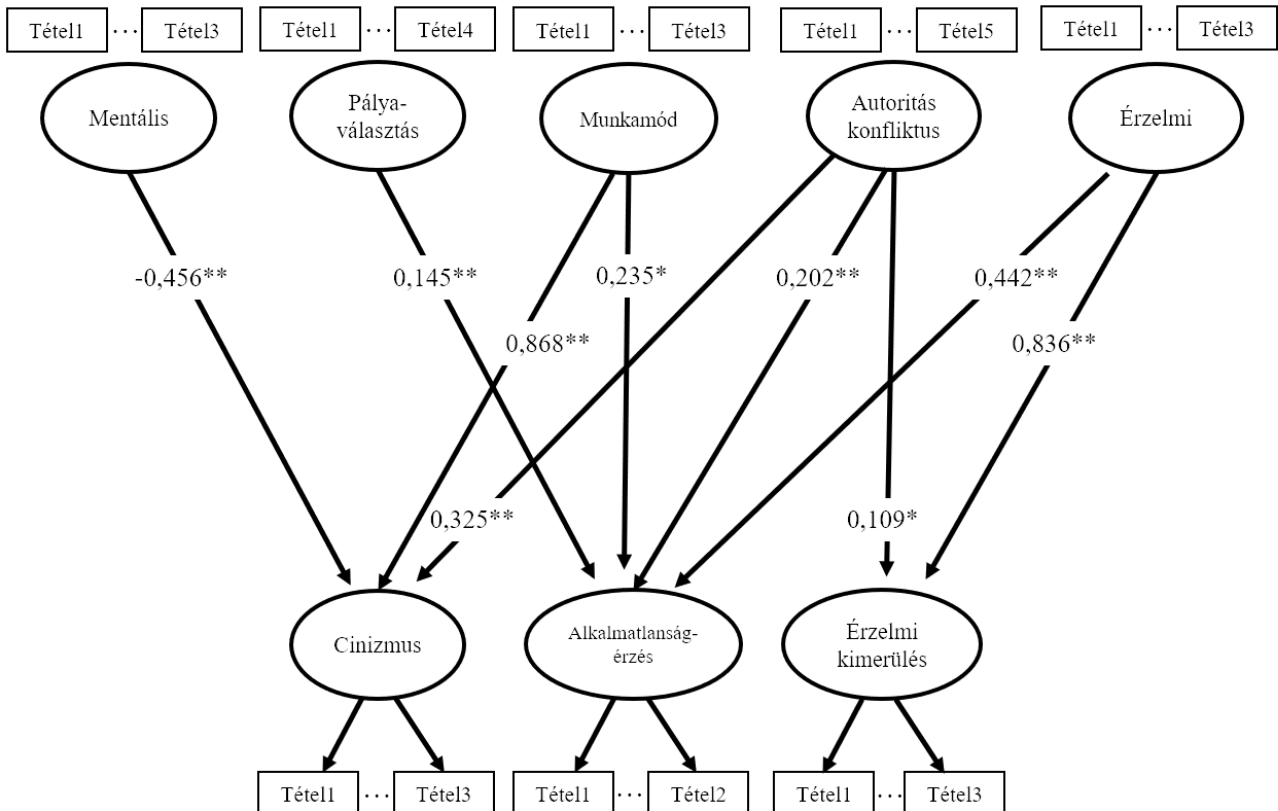 Tétel1 ... Tétel3
Tétel1 ... Tétel4
Tétel1 ... Tétel3
Tétel1 ... Tétel5
Tétel1 ... Tétel3
Mentális
Pálya-
választás
Munkamód
Autoritás
konfliktus
Érzelmi
-0,456**
0,145**
0,235*
0,202**
0,442**
0,868**
0,836**
0,325**
0,109*
Cinizmus
Alkalmatlanság-
érzés
Érzelmi
kimerülés
Tétel1 ... Tétel3
Tétel1 ... Tétel2
Tétel1 ... Tétel3